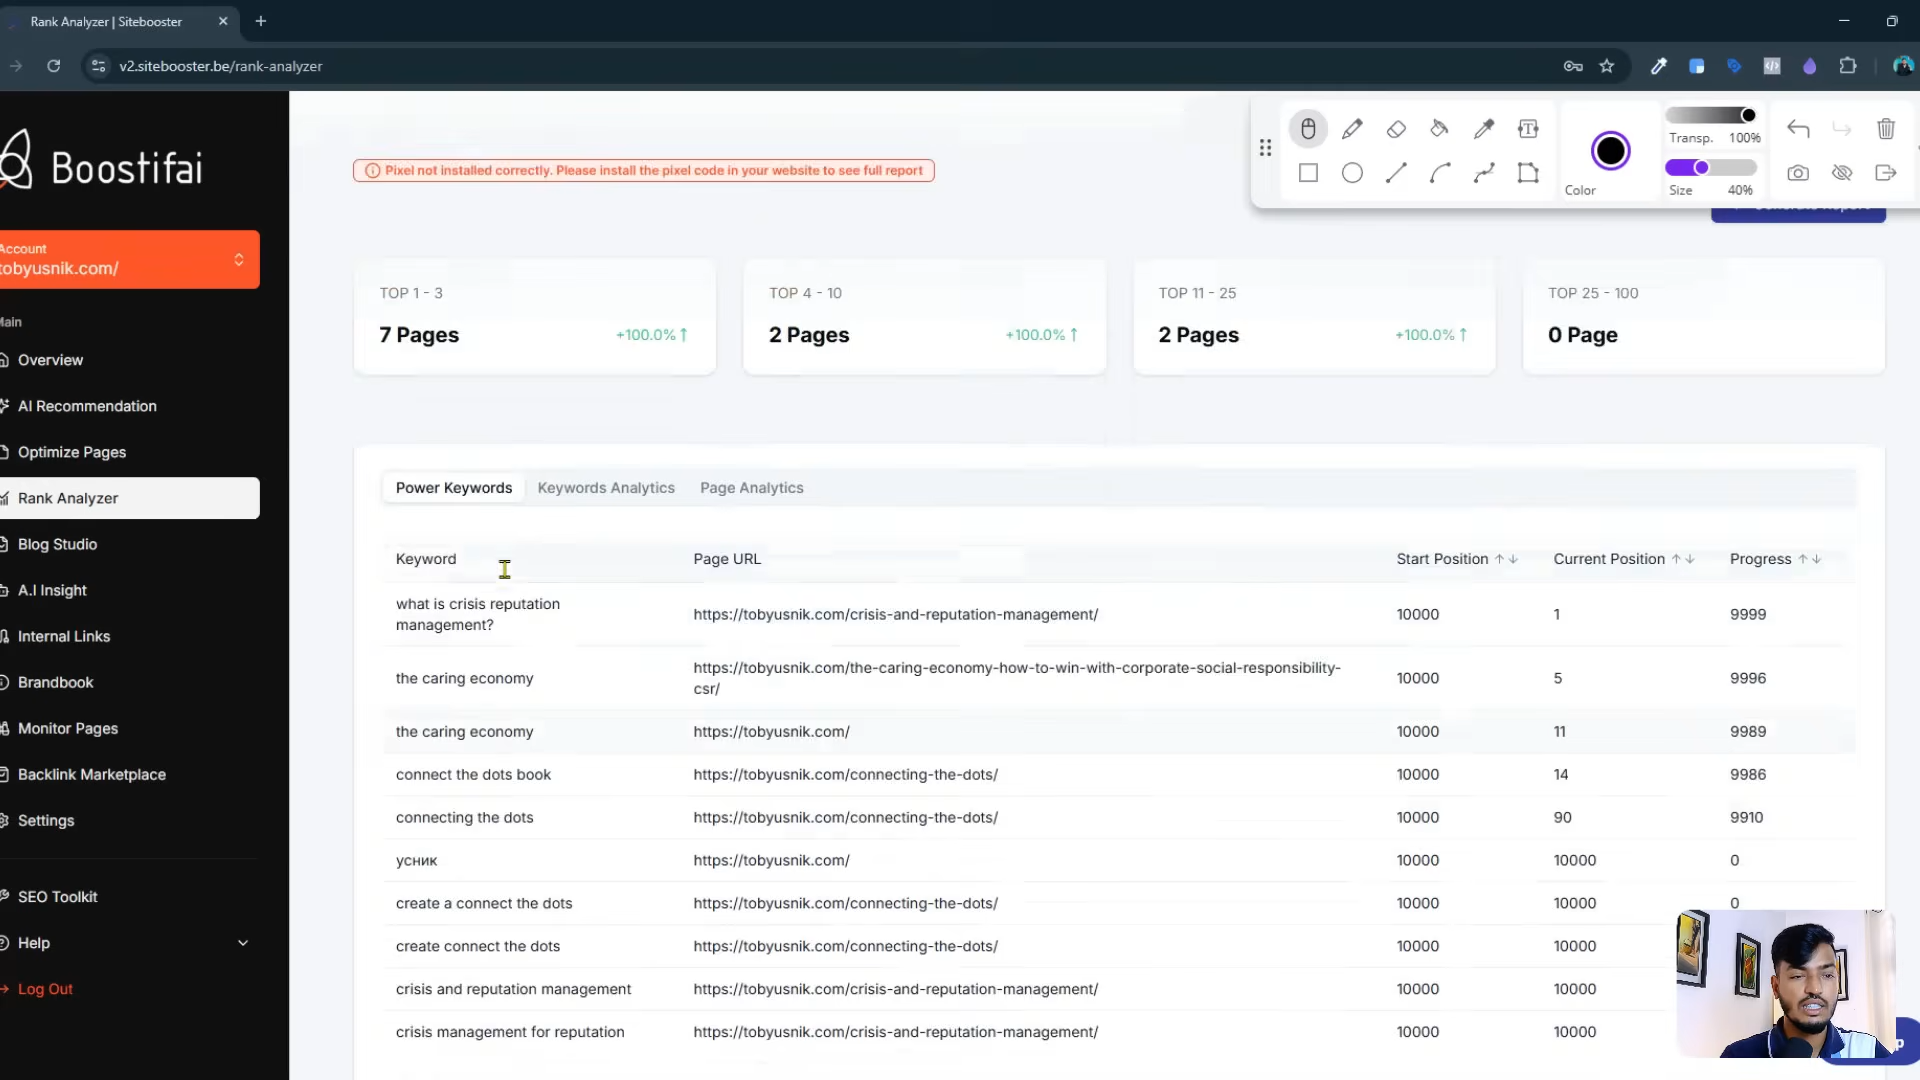 Rank Analyzer | Sitebooster
v2.sitebooster.be/rank-analyzer
Boostifai
Account
tobyusnik.com/
Main
Overview
AI Recommendation
Optimize Pages
Rank Analyzer
Blog Studio
A.I Insight
Internal Links
Brandbook
Monitor Pages
Backlink Marketplace
Settings
SEO Toolkit
Help
Log Out
Pixel not installed correctly. Please install the pixel code in your website to see full report
Color
Transp. 100%
Size 40%
TOP 1 - 3
7 Pages +100.0% ↑
TOP 4 - 10
2 Pages +100.0% ↑
TOP 11 - 25
2 Pages +100.0% ↑
TOP 25 - 100
0 Page
Power Keywords Keywords Analytics Page Analytics
Keyword Page URL Start Position ↑↓ Current Position ↑↓ Progress ↑↓
what is crisis reputation
management? https://tobyusnik.com/crisis-and-reputation-management/ 10000 1 9999
the caring economy https://tobyusnik.com/the-caring-economy-how-to-win-with-corporate-social-responsibility-
csr/ 10000 5 9996
the caring economy https://tobyusnik.com/ 10000 11 9989
connect the dots book https://tobyusnik.com/connecting-the-dots/ 10000 14 9986
connecting the dots https://tobyusnik.com/connecting-the-dots/ 10000 90 9910
усник https://tobyusnik.com/ 10000 10000 0
create a connect the dots https://tobyusnik.com/connecting-the-dots/ 10000 10000 0
create connect the dots https://tobyusnik.com/connecting-the-dots/ 10000 10000
crisis and reputation management https://tobyusnik.com/crisis-and-reputation-management/ 10000 10000
crisis management for reputation https://tobyusnik.com/crisis-and-reputation-management/ 10000 10000